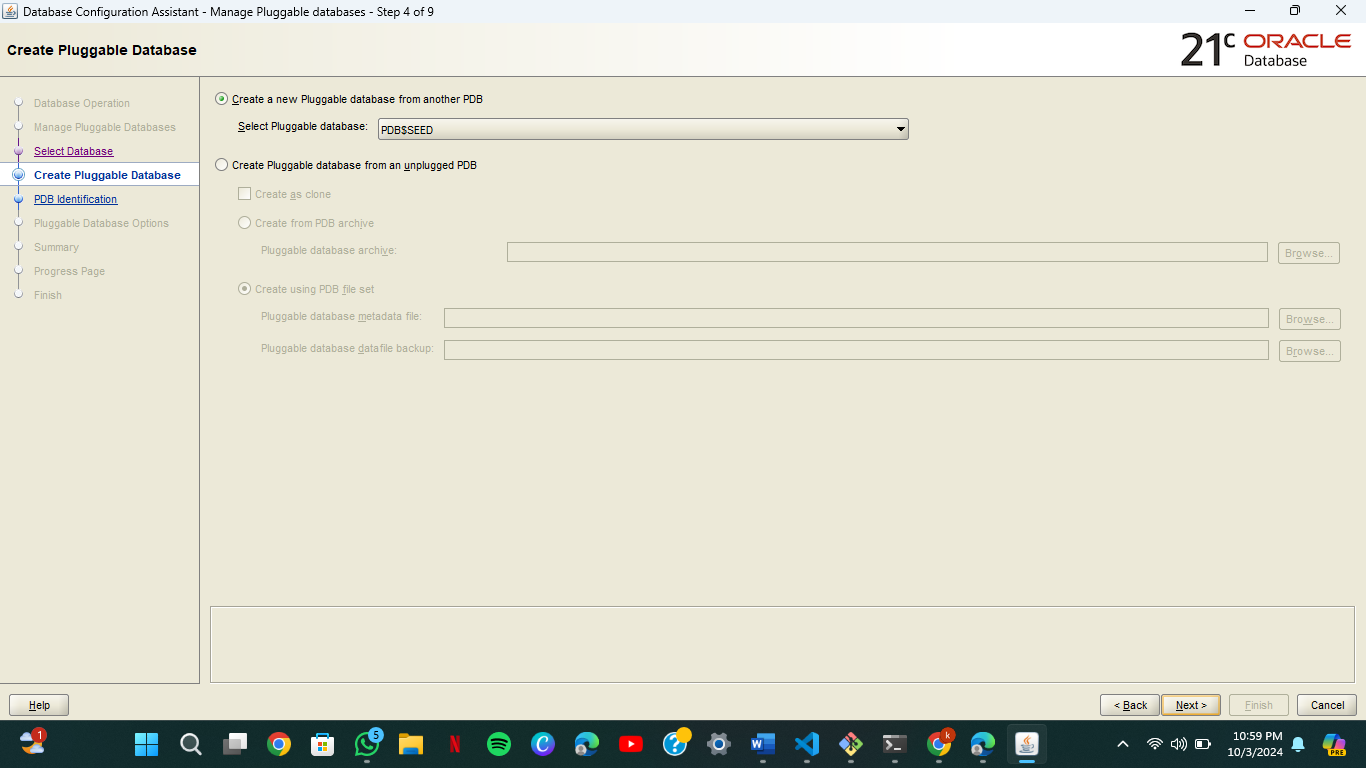 Database Configuration Assistant - Manage Pluggable databases - Step 4 of 9
Create Pluggable Database
21c ORACLE
Database
Database Operation
Manage Pluggable Databases
Select Database
Create Pluggable Database
PDB Identification
Pluggable Database Options
Summary
Progress Page
Finish
Create a new Pluggable database from another PDB
Select Pluggable database: PDB$SEED
Create Pluggable database from an unplugged PDB
Create as clone
Create from PDB archive
Pluggable database archive: Browse...
Create using PDB file set
Pluggable database metadata file: Browse...
Pluggable database datafile backup: Browse...
Help < Back Next > Finish Cancel
1
5
N
C
?
W
k
PRE
10:59 PM
10/3/2024